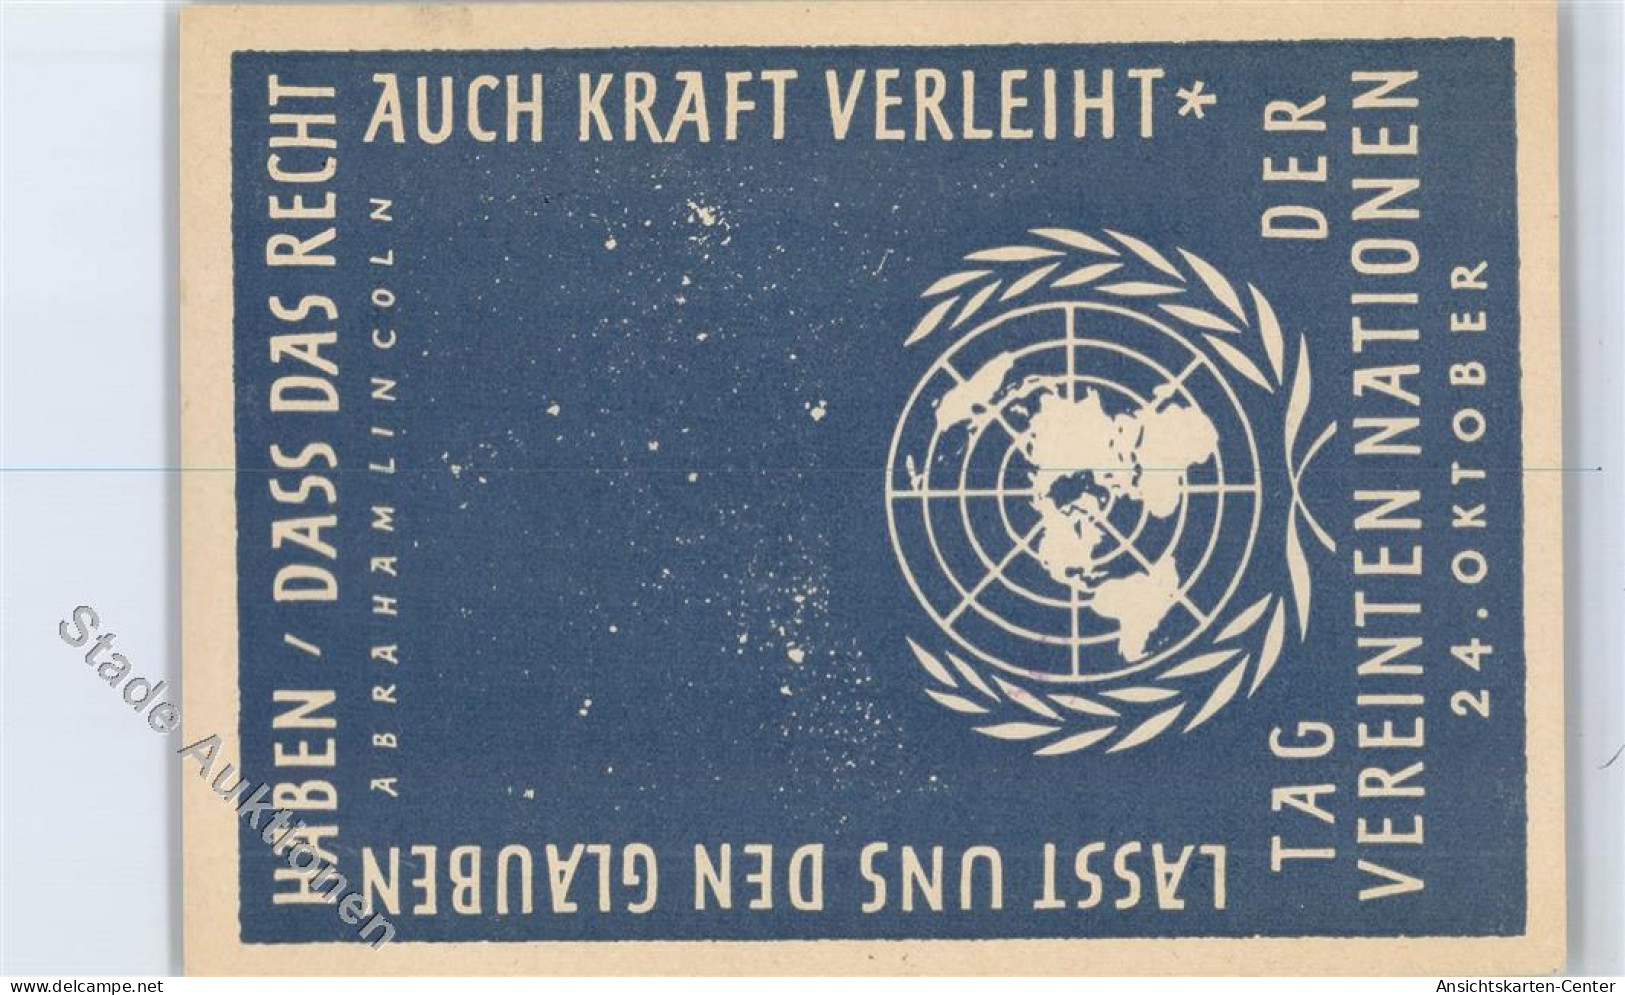 LASST UNS DEN GLAUBEN
HABEN / DASS DAS RECHT
AUCH KRAFT VERLEIHT*
ABRAHAM LINCOLN
TAG DER
VEREINTEN NATIONEN
24. OKTOBER
Stade Auktionen
www.delcampe.net
Ansichtskarten-Center